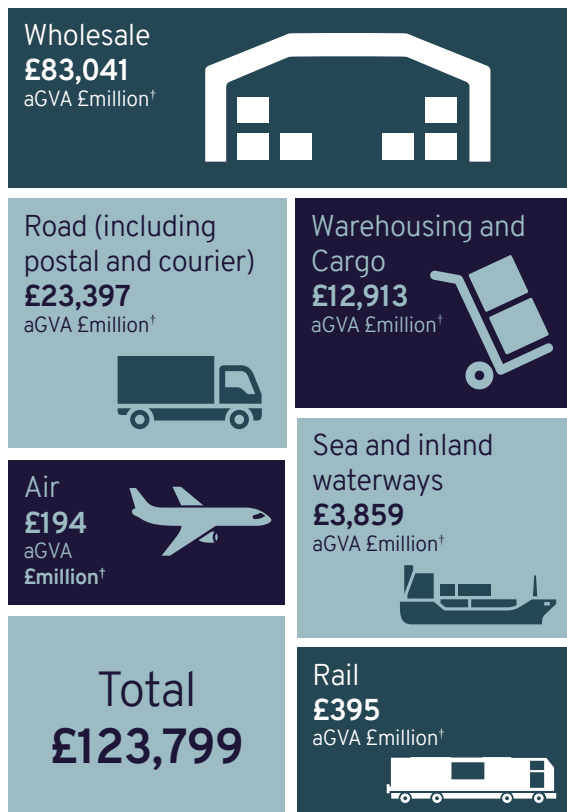 Wholesale
£83,041
aGVA £million†
Road (including
postal and courier)
£23,397
aGVA £million†
Warehousing and
Cargo
£12,913
aGVA £million†
Air
£194
aGVA
£million†
Sea and inland
waterways
£3,859
aGVA £million†
Total
£123,799
Rail
£395
aGVA £million†